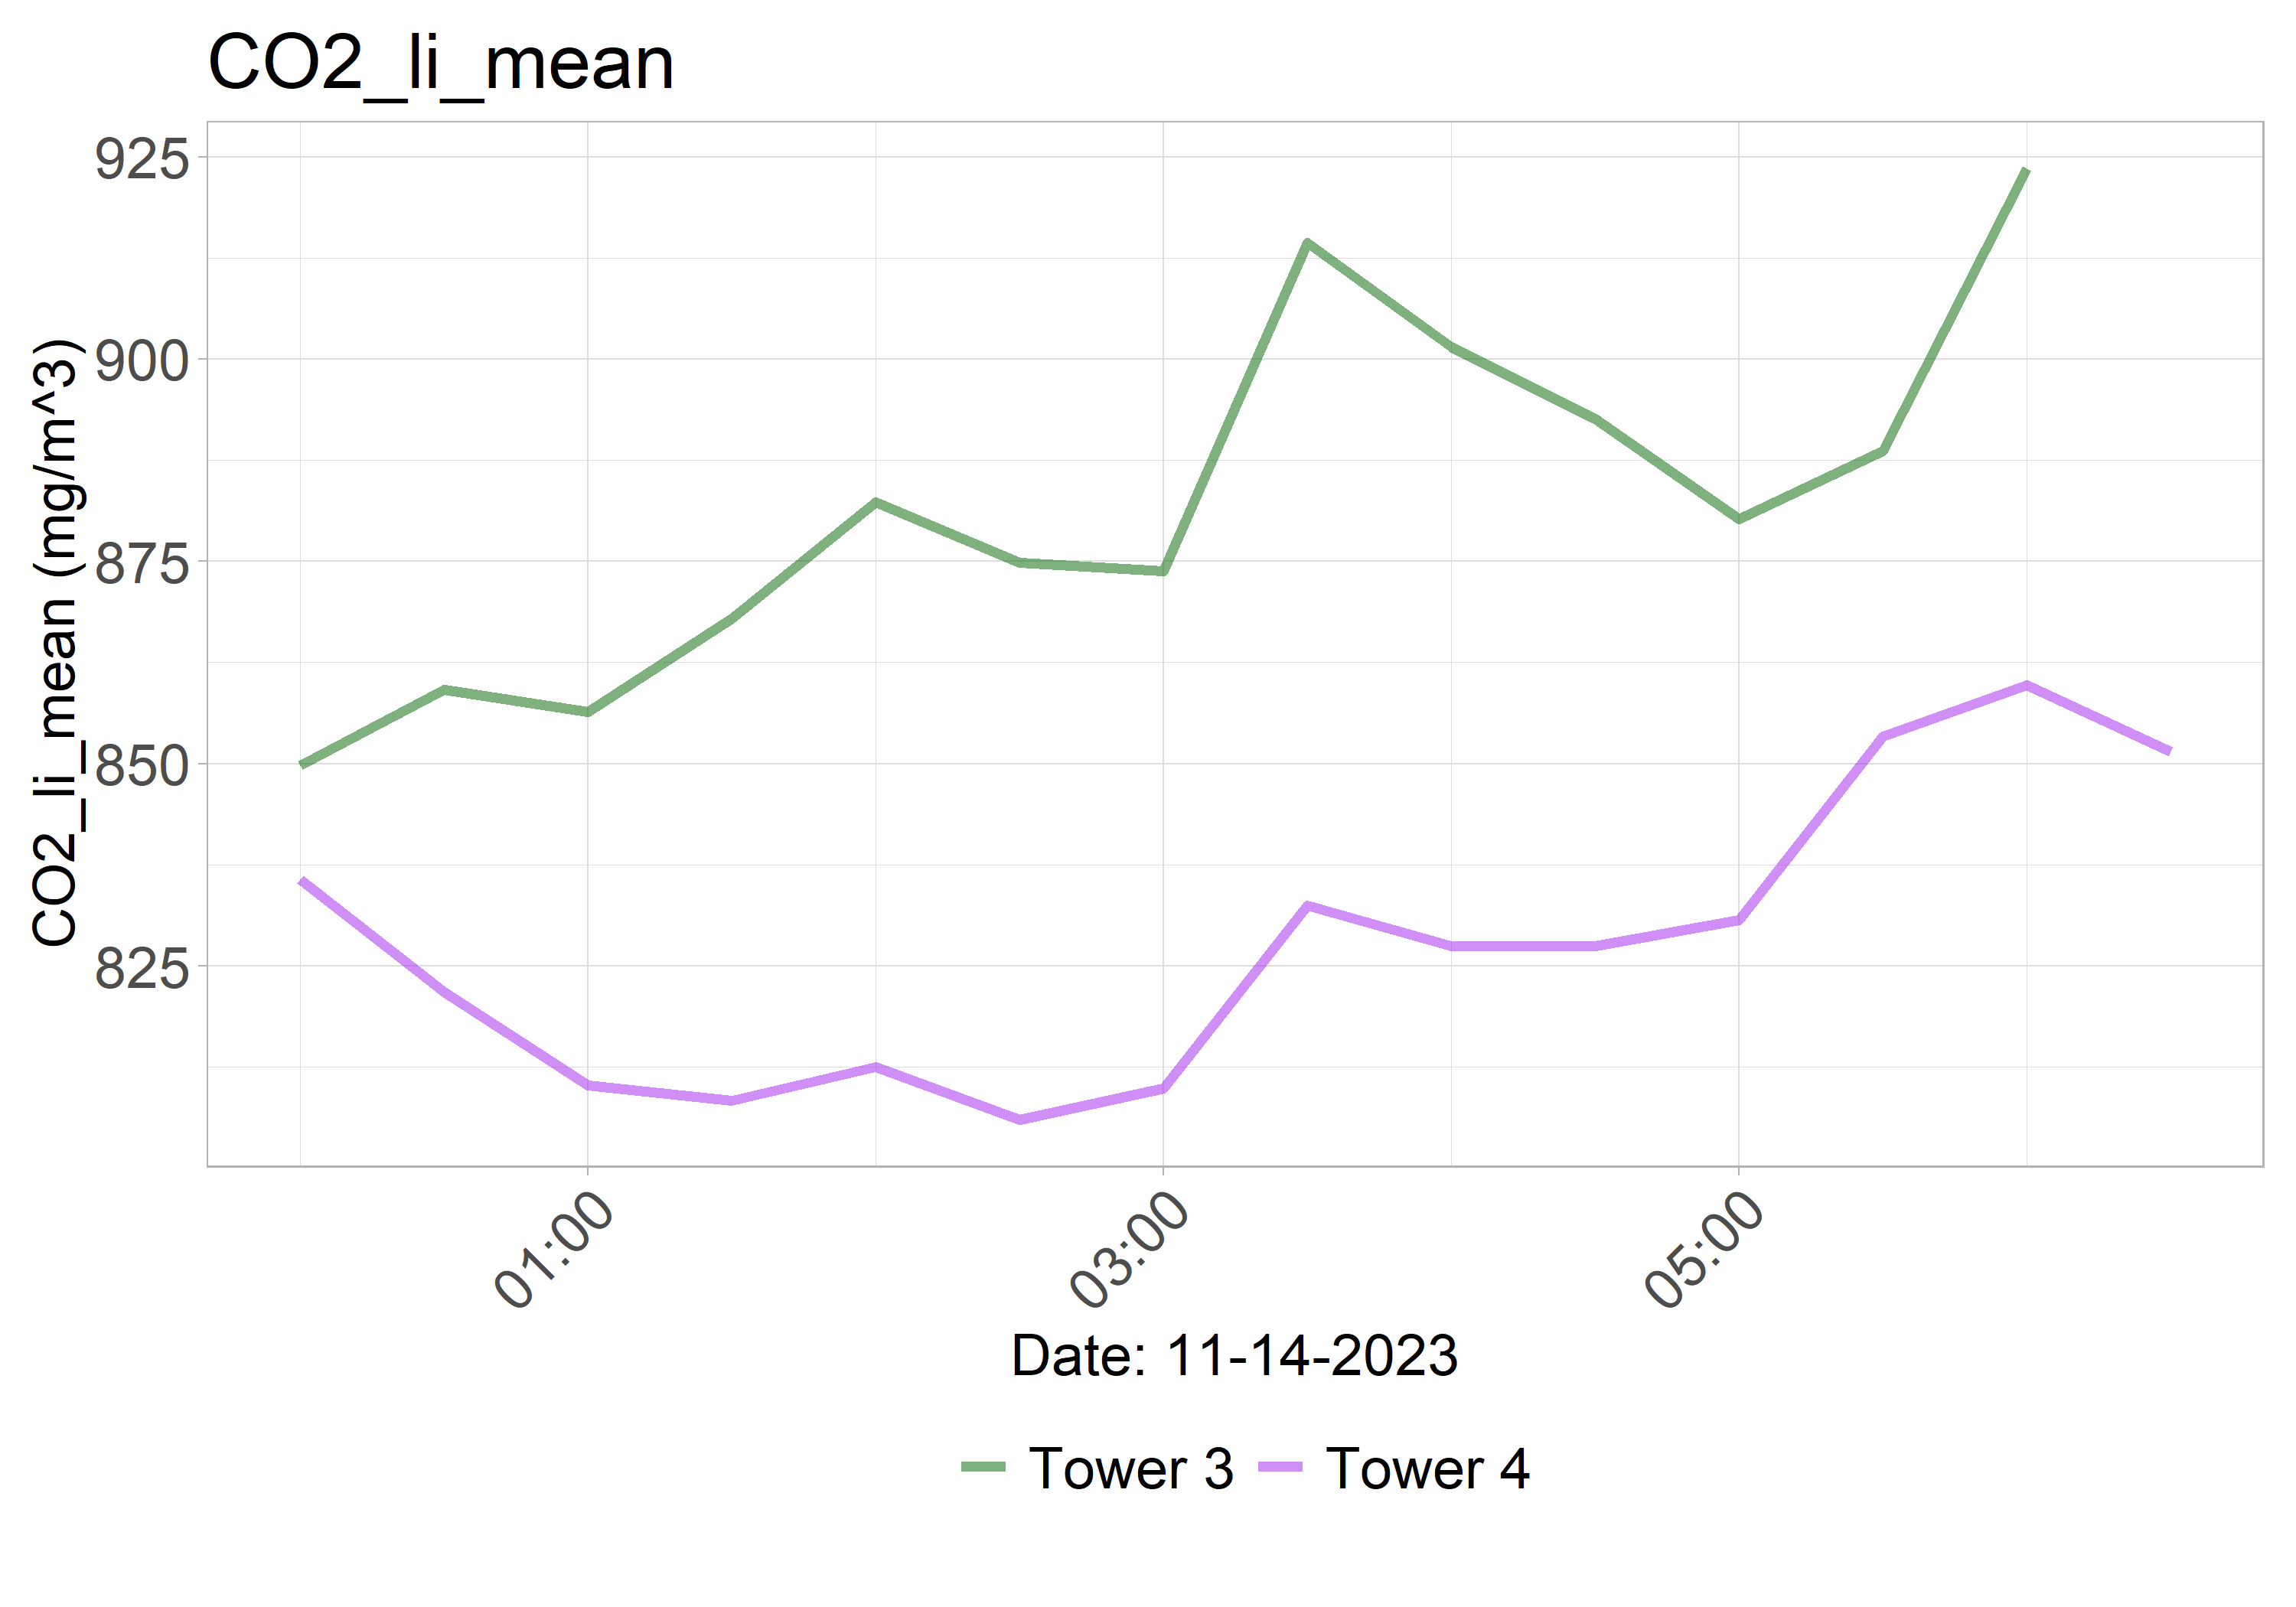 CO2_li_mean
CO2_li_mean (mg/m^3)
925
900
875
850
825
01:00
03:00
05:00
Date: 11-14-2023
Tower 3
Tower 4